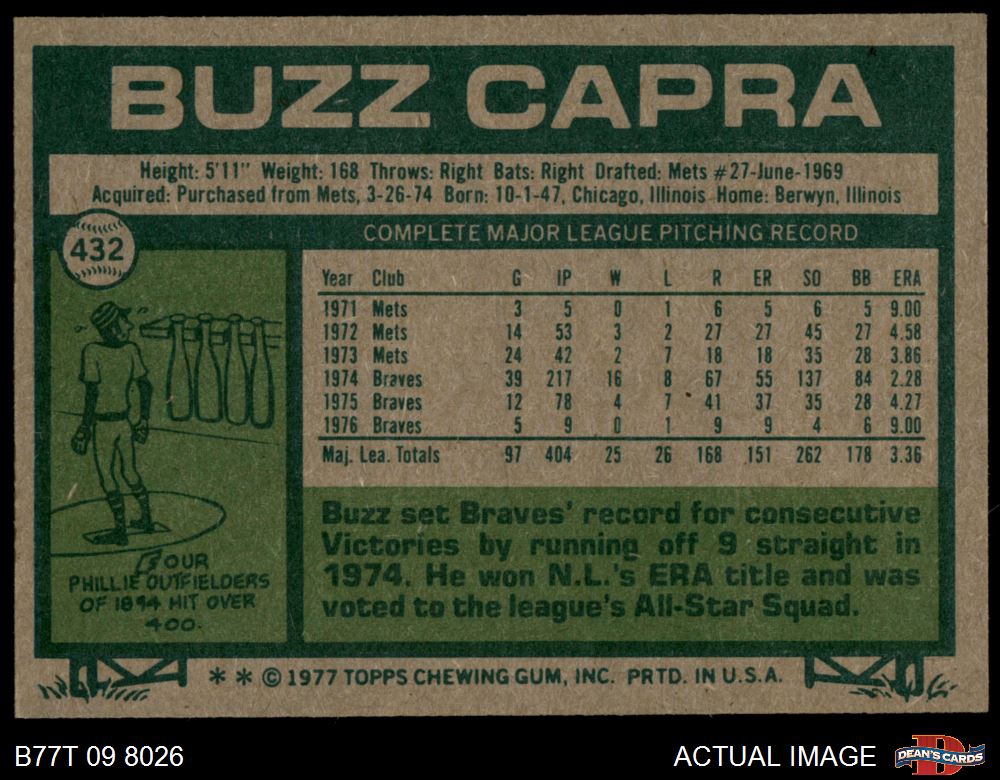 BUZZ CAPRA
Height: 5'11" Weight: 168 Throws: Right Bats: Right Drafted: Mets #27-June-1969
Acquired: Purchased from Mets, 3-26-74 Born: 10-1-47, Chicago, Illinois Home: Berwyn, Illinois
432
COMPLETE MAJOR LEAGUE PITCHING RECORD
Year Club G IP W L R ER SO BB ERA
1971 Mets 3 5 0 1 6 5 6 5 9.00
1972 Mets 14 53 3 2 27 27 45 27 4.58
1973 Mets 24 42 2 7 18 18 35 28 3.86
1974 Braves 39 217 16 8 67 55 137 84 2.28
1975 Braves 12 78 4 7 41 37 35 28 4.27
1976 Braves 5 9 0 1 9 9 4 6 9.00
Maj. Lea. Totals 97 404 25 26 168 151 262 178 3.36
Buzz set Braves' record for consecutive
Victories by running off 9 straight in
1974. He won N.L.'s ERA title and was
voted to the league's All-Star Squad.
FOUR
PHILLIE OUTFIELDERS
OF 1894 HIT OVER
400.
* * © 1977 TOPPS CHEWING GUM, INC. PRTD. IN U.S.A.
B77T 09 8026
ACTUAL IMAGE
D
DEAN'S CARDS